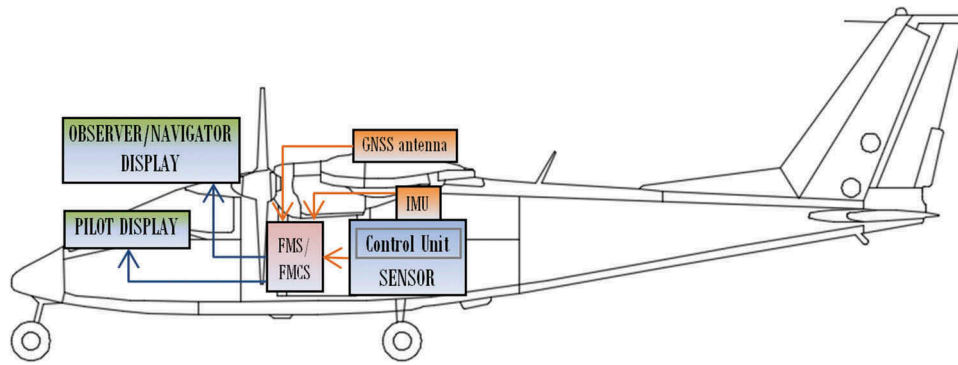 OBSERVER/NAVIGATOR
DISPLAY
GNSS antenna
PILOT DISPLAY
IMU
FMS/
FMCS
Control Unit
SENSOR